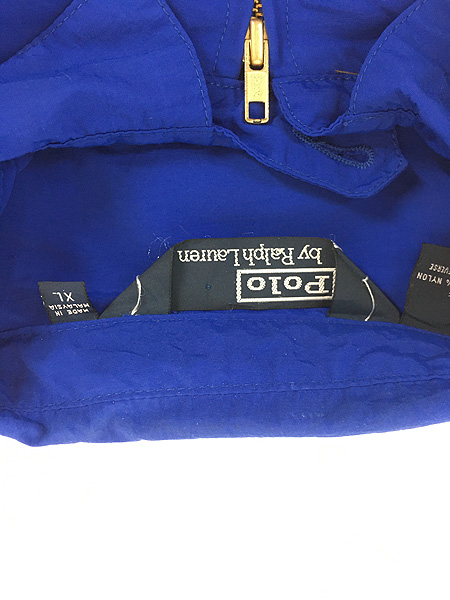 Polo
by Ralph Lauren
XL
MADE IN
MALAYSIA
NYLON